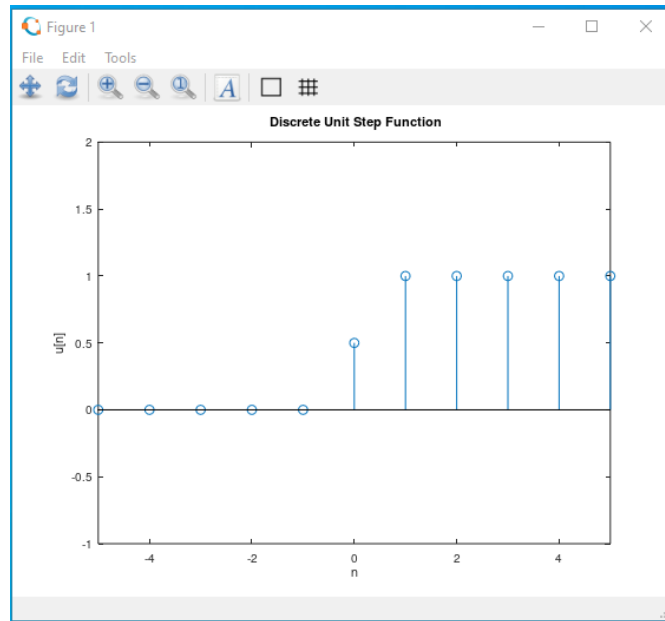 Figure 1
File Edit Tools
A
Discrete Unit Step Function
2
1.5
1
0.5
0
-0.5
-1
u[n]
-4 -2 0 2 4
n